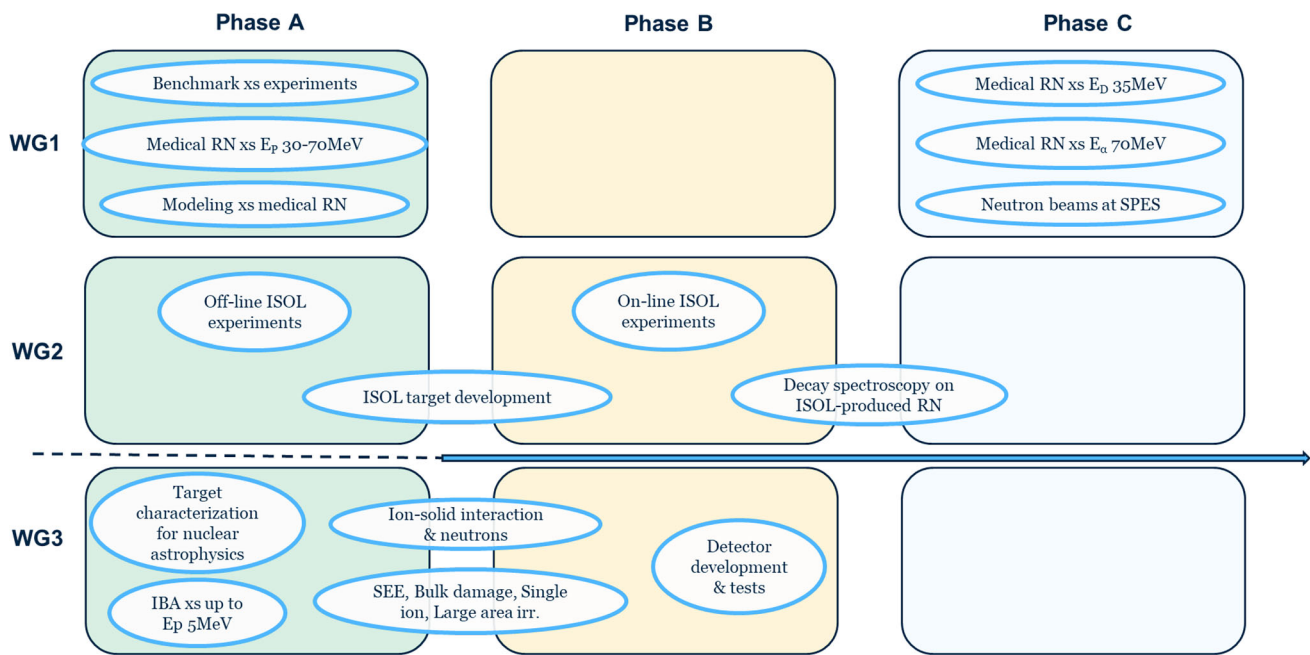 Phase A
Phase B
Phase C
WG1
Benchmark xs experiments
Medical RN xs E_P 30-70MeV
Modeling xs medical RN
Medical RN xs E_D 35MeV
Medical RN xs E_α 70MeV
Neutron beams at SPES
WG2
Off-line ISOL
experiments
On-line ISOL
experiments
ISOL target development
Decay spectroscopy on
ISOL-produced RN
WG3
Target
characterization
for nuclear
astrophysics
Ion-solid interaction
& neutrons
Detector
development
& tests
IBA xs up to
Ep 5MeV
SEE, Bulk damage, Single
ion, Large area irr.